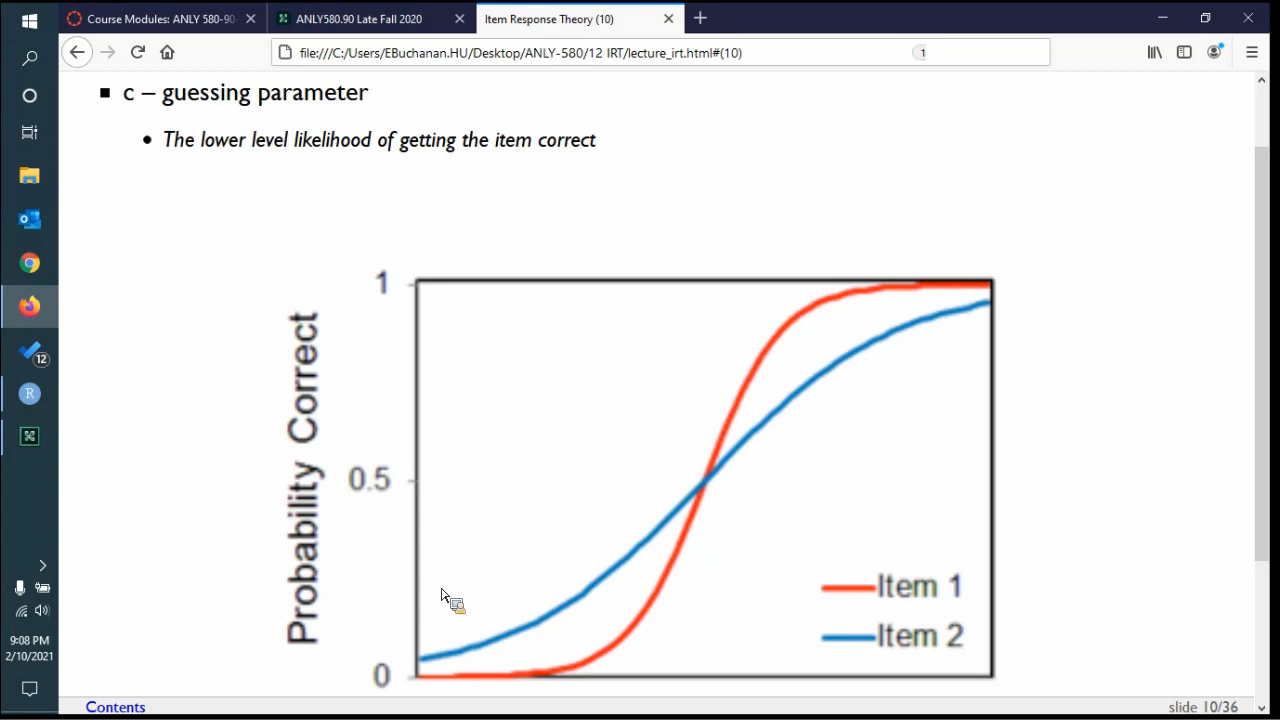 Course Modules: ANLY 580-90-
ANLY580.90 Late Fall 2020
Item Response Theory (10)
file:///C:/Users/EBuchanan.HU/Desktop/ANLY-580/12 IRT/lecture_irt.html#(10)
1
c – guessing parameter
The lower level likelihood of getting the item correct
1
0.5
0
Probability Correct
Item 1
Item 2
12
R
9:08 PM
2/10/2021
Contents
slide 10/36